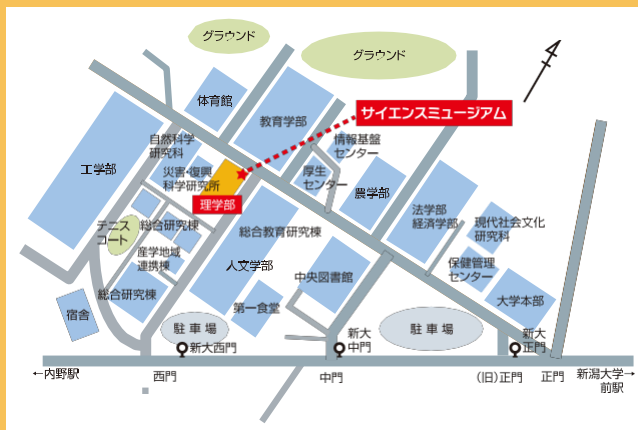 グラウンド
グラウンド
体育館
教育学部
サイエンスミュージアム
自然科学
研究科
情報基盤
センター
工学部
災害・復興
科学研究所
厚生
センター
農学部
理学部
法学部
経済学部
現代社会文化
研究科
テニス
コート
総合研究棟
総合教育研究棟
産学地域
連携棟
人文学部
中央図書館
保健管理
センター
総合研究棟
大学本部
宿舎
第一食堂
駐車場
駐車場
新大西門
新大
中門
新大
正門
←内野駅
西門
中門
(旧)正門
正門
新潟大学→
前駅